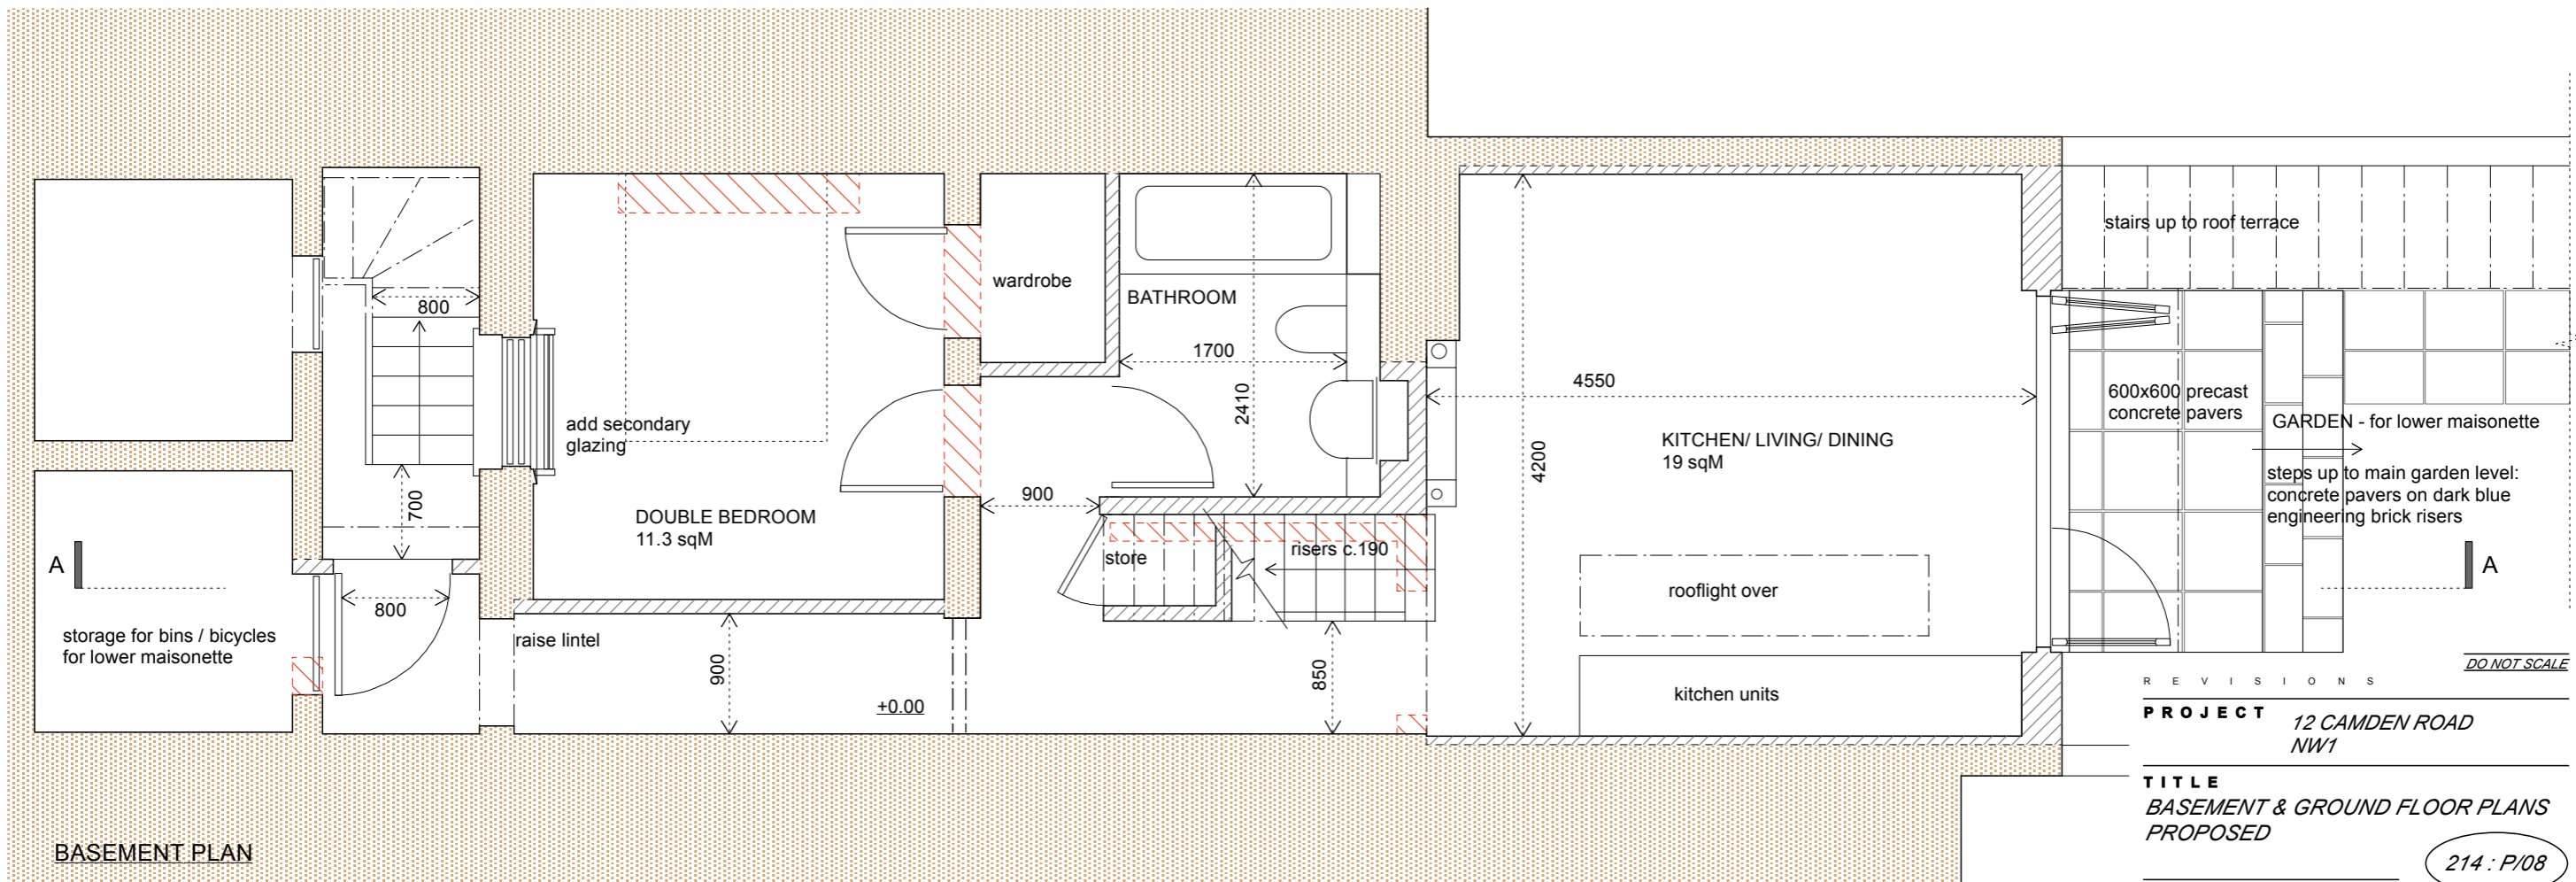 stairs up to roof terrace
wardrobe
BATHROOM
800
1700
4550
2410
600x600 precast
concrete pavers
GARDEN - for lower maisonette
add secondary
glazing
KITCHEN/ LIVING/ DINING
19 sqM
4200
steps up to main garden level:
concrete pavers on dark blue
engineering brick risers
700
900
DOUBLE BEDROOM
11.3 sqM
store
risers c.190
A
A
rooflight over
800
storage for bins / bicycles
for lower maisonette
raise lintel
900
850
+0.00
kitchen units
DO NOT SCALE
REVISIONS
PROJECT
12 CAMDEN ROAD
NW1
TITLE
BASEMENT & GROUND FLOOR PLANS
PROPOSED
214 : P/08
BASEMENT PLAN